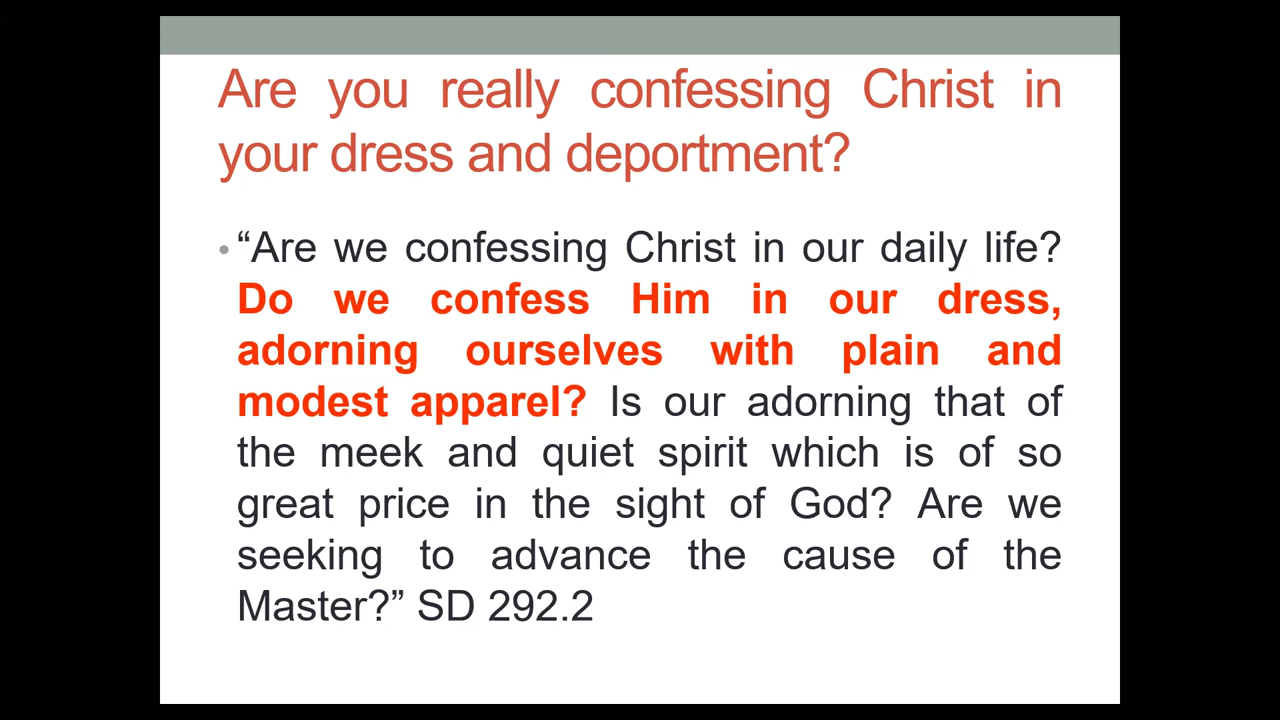 Are you really confessing Christ in
your dress and deportment?
• “Are we confessing Christ in our daily life?
Do we confess Him in our dress,
adorning ourselves with plain and
modest apparel? Is our adorning that of
the meek and quiet spirit which is of so
great price in the sight of God? Are we
seeking to advance the cause of the
Master?” SD 292.2